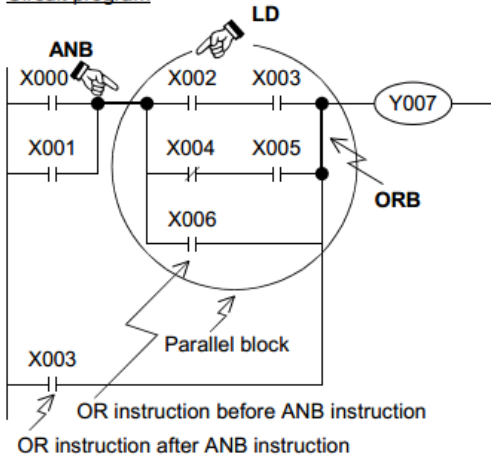 Circuit program
LD
ANB
X000 X002 X003 Y007
X001 X004 X005
ORB
X006
Parallel block
X003
OR instruction before ANB instruction
OR instruction after ANB instruction